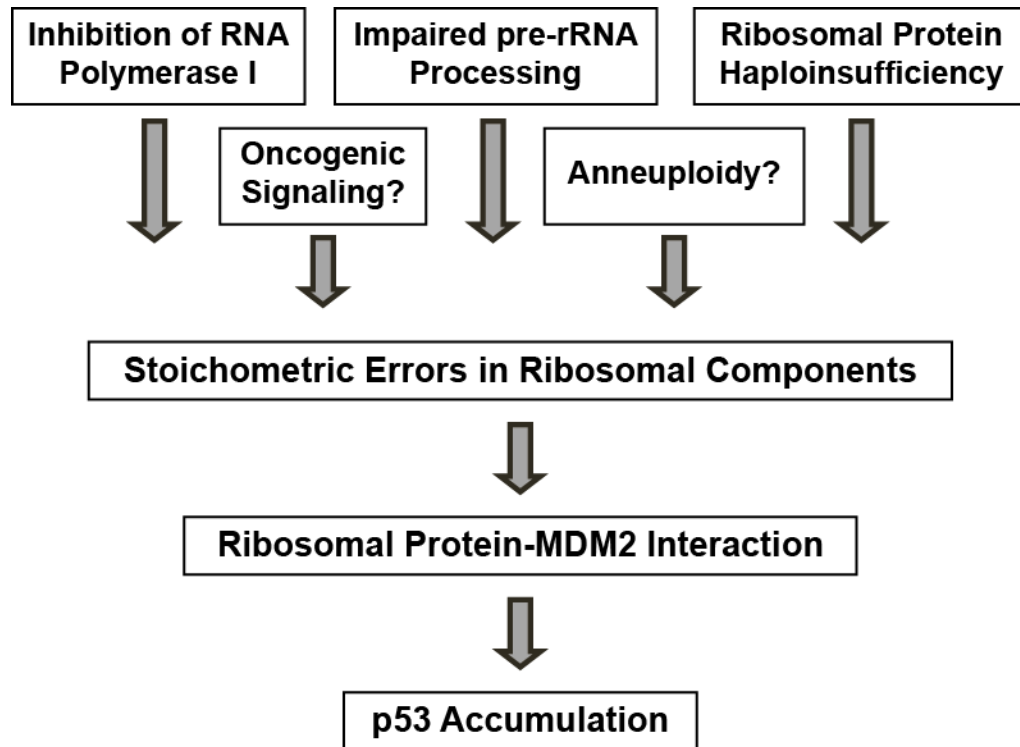 Inhibition of RNA
Polymerase I
Impaired pre-rRNA
Processing
Ribosomal Protein
Haploinsufficiency
Oncogenic
Signaling?
Anneuploidy?
Stoichometric Errors in Ribosomal Components
Ribosomal Protein-MDM2 Interaction
p53 Accumulation